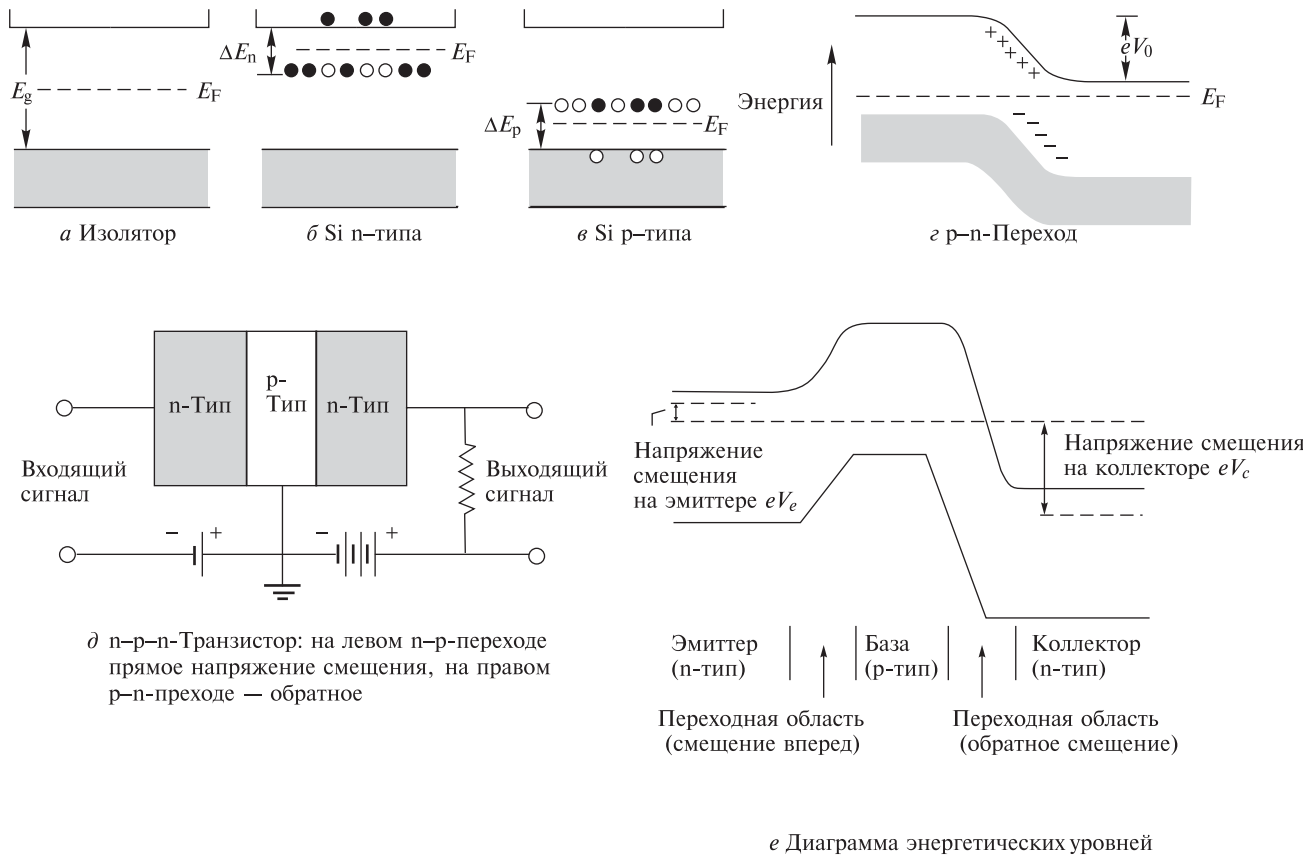 E_g
E_F
а Изолятор
ΔE_n
E_F
б Si n–типа
ΔE_p
E_F
в Si p–типа
Энергия
+ + + + +
– – – – –
eV_0
E_F
г p–n-Переход
n-Тип
p-
Тип
n-Тип
Входящий
сигнал
Выходящий
сигнал
– +
– +
д n–p–n-Транзистор: на левом n–p-переходе
прямое напряжение смещения, на правом
p–n-преходе — обратное
Напряжение
смещения
на эмиттере eV_e
Напряжение смещения
на коллекторе eV_c
Эмиттер
(n-тип)
База
(p-тип)
Коллектор
(n-тип)
Переходная область
(смещение вперед)
Переходная область
(обратное смещение)
е Диаграмма энергетических уровней